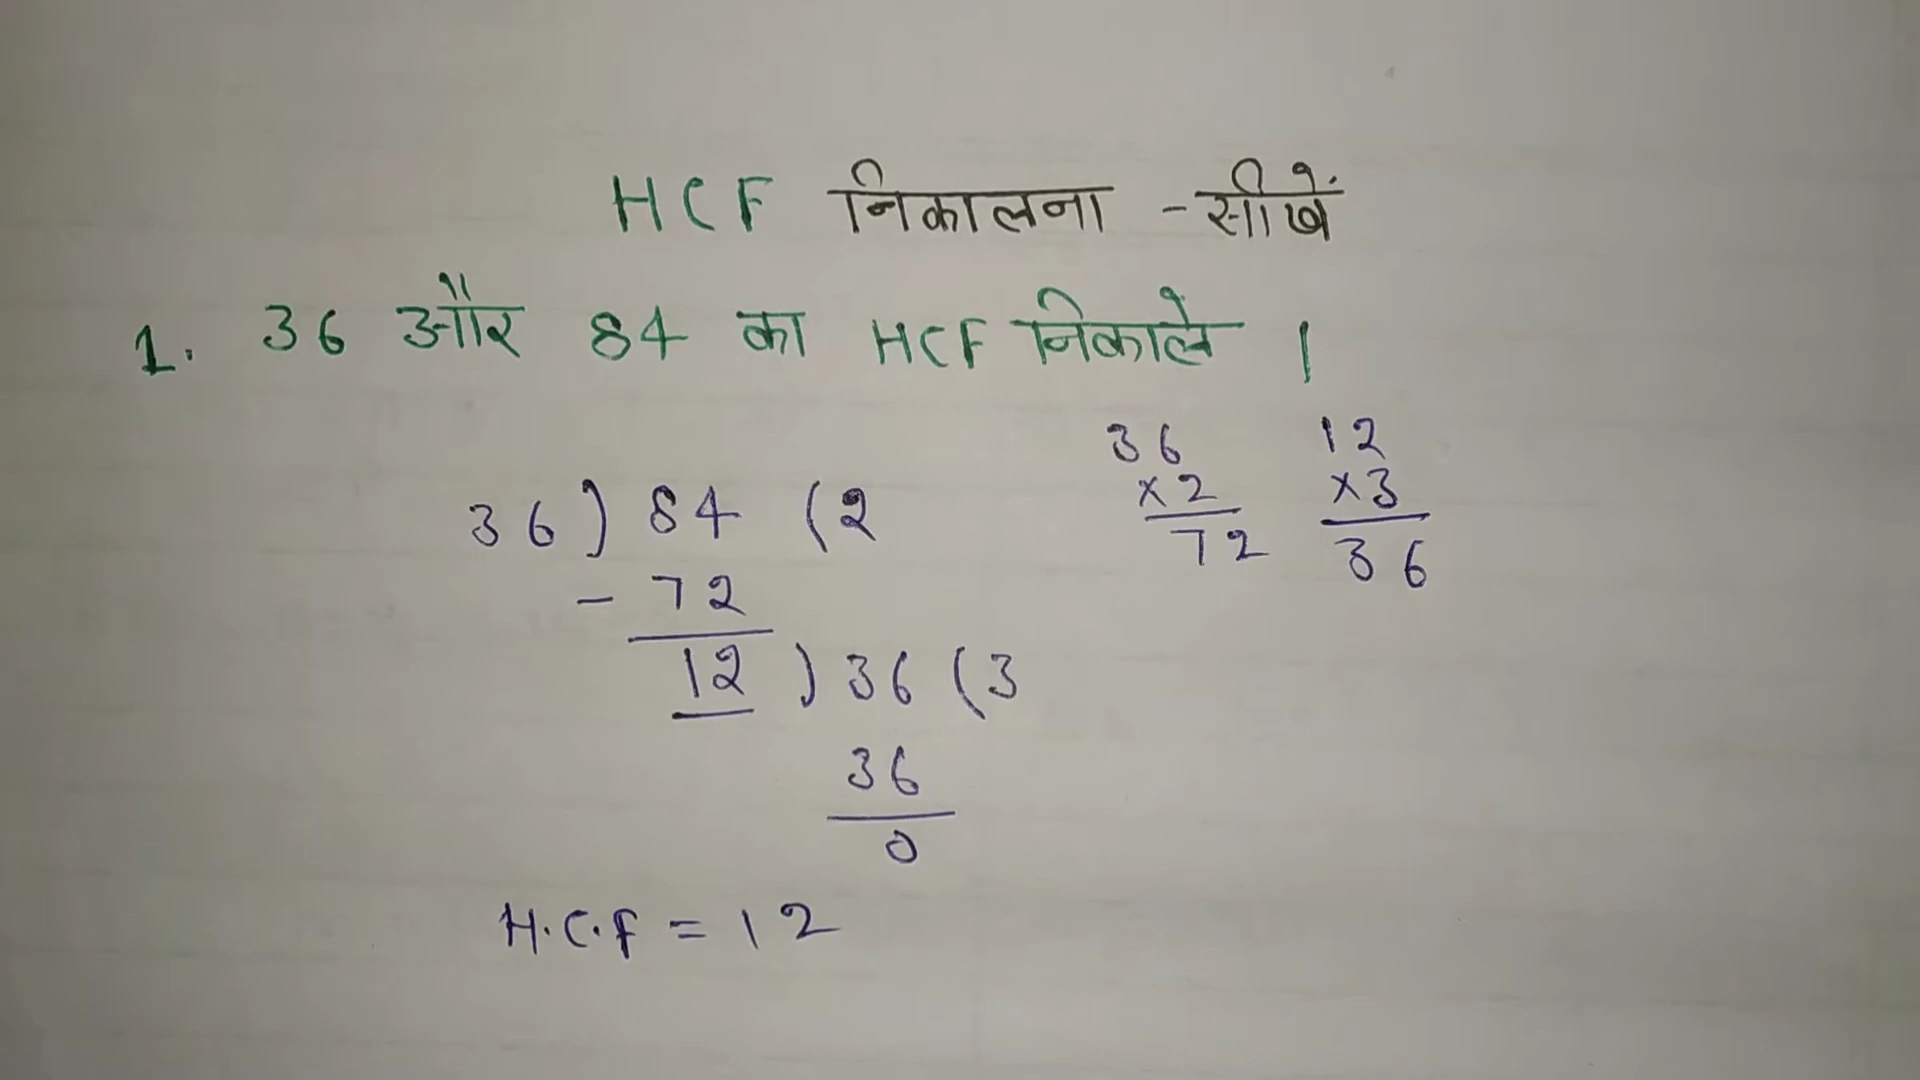 HCF निकालना - सीखें
1. 36 और 84 का HCF निकाले ।
36 12
36 ) 84 ( 2 × 2 × 3
- 72 72 36
12 ) 36 ( 3
36
0
H.C.F = 12